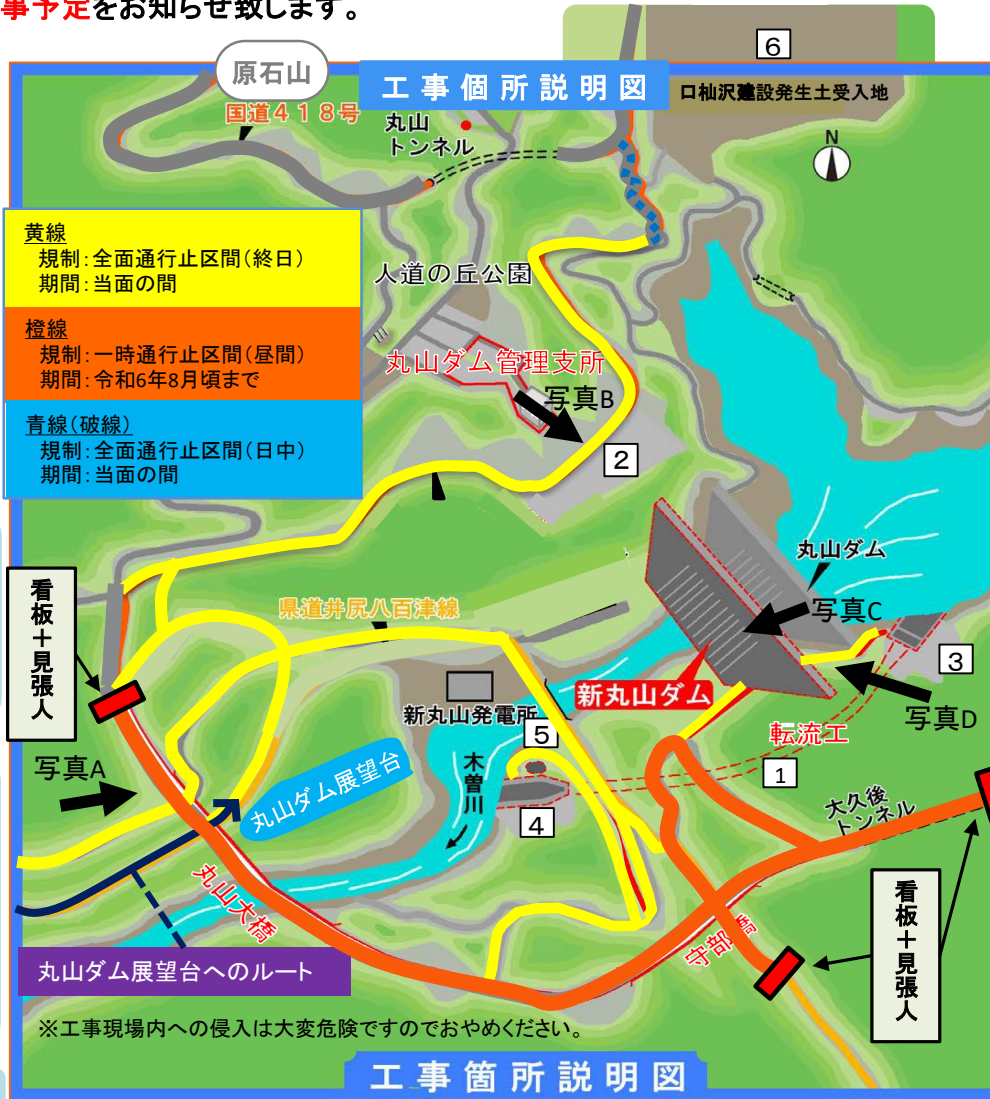 事予定をお知らせ致します。
6
原石山
工事個所説明図
口杣沢建設発生土受入地
国道418号
丸山
トンネル
N
黄線
規制:全面通行止区間(終日)
期間:当面の間
人道の丘公園
橙線
規制:一時通行止区間(昼間)
期間:令和6年8月頃まで
丸山ダム管理支所
写真B
青線(破線)
規制:全面通行止区間(日中)
期間:当面の間
2
丸山ダム
看板+見張人
県道井尻八百津線
写真C
3
新丸山ダム
新丸山発電所
写真D
5
転流工
写真A
木曽川
1
丸山ダム展望台
4
大久後
トンネル
丸山大橋
看板+見張人
守部
丸山ダム展望台へのルート
※工事現場内への侵入は大変危険ですのでおやめください。
工事箇所説明図